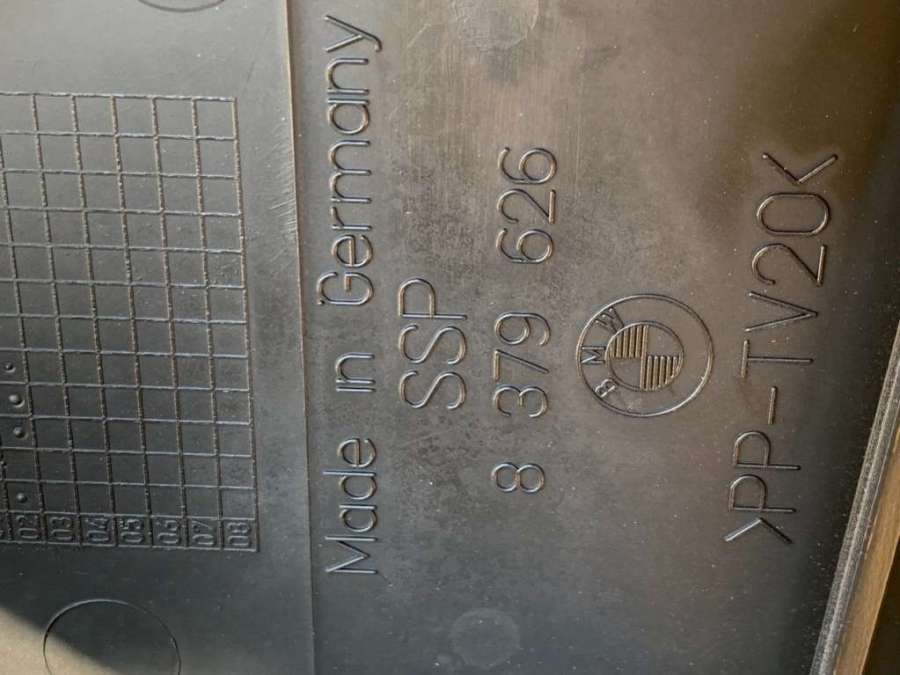 Made in Germany
SSP
8 379 626
BMW
>PP-TV20<
02 03 04 05 06 07 08